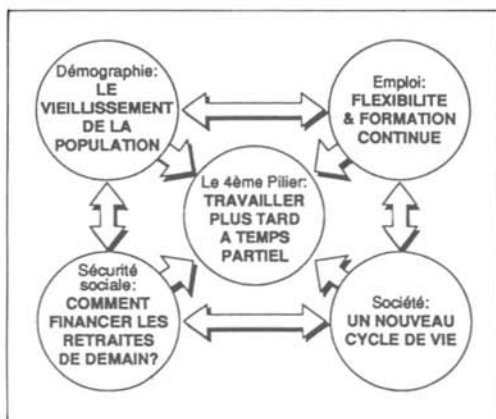 Démographie:
LE
VIEILLISSEMENT
DE LA
POPULATION
Emploi:
FLEXIBILITE
& FORMATION
CONTINUE
Le 4ème Pilier:
TRAVAILLER
PLUS TARD
A TEMPS
PARTIEL
Sécurité
sociale:
COMMENT
FINANCER LES
RETRAITES
DE DEMAIN?
Société:
UN NOUVEAU
CYCLE DE VIE